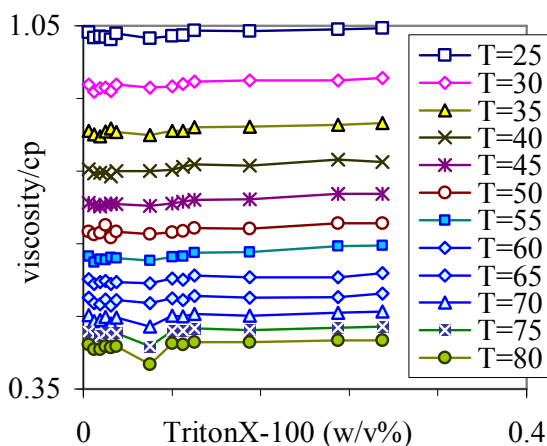 1.05
viscosity/cp
0.35
0
TritonX-100 (w/v%)
0.4
T=25
T=30
T=35
T=40
T=45
T=50
T=55
T=60
T=65
T=70
T=75
T=80